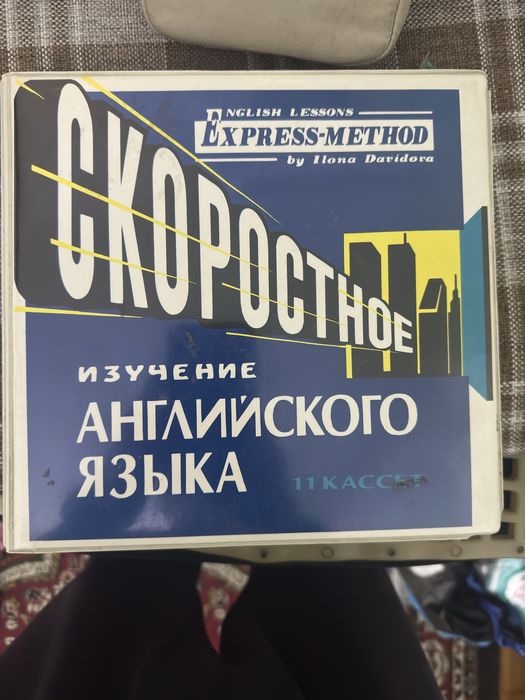 ENGLISH LESSONS
EXPRESS-METHOD
by Ilona Davidova
СКОРОСТНОЕ
ИЗУЧЕНИЕ
АНГЛИЙСКОГО
ЯЗЫКА
11 КАССЕТ